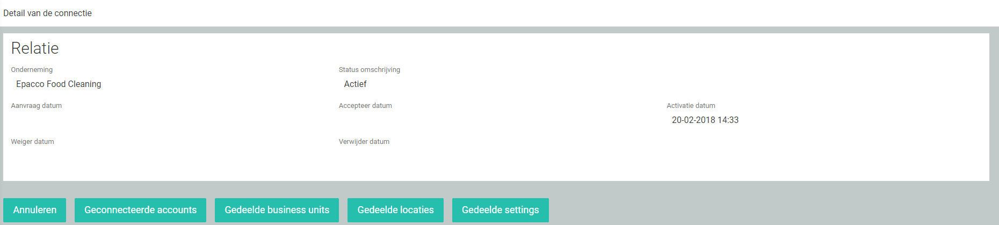 Detail van de connectie
Relatie
Onderneming
Status omschrijving
Epacco Food Cleaning
Actief
Aanvraag datum
Accepteer datum
Activatie datum
20-02-2018 14:33
Weiger datum
Verwijder datum
Annuleren
Geconnecteerde accounts
Gedeelde business units
Gedeelde locaties
Gedeelde settings